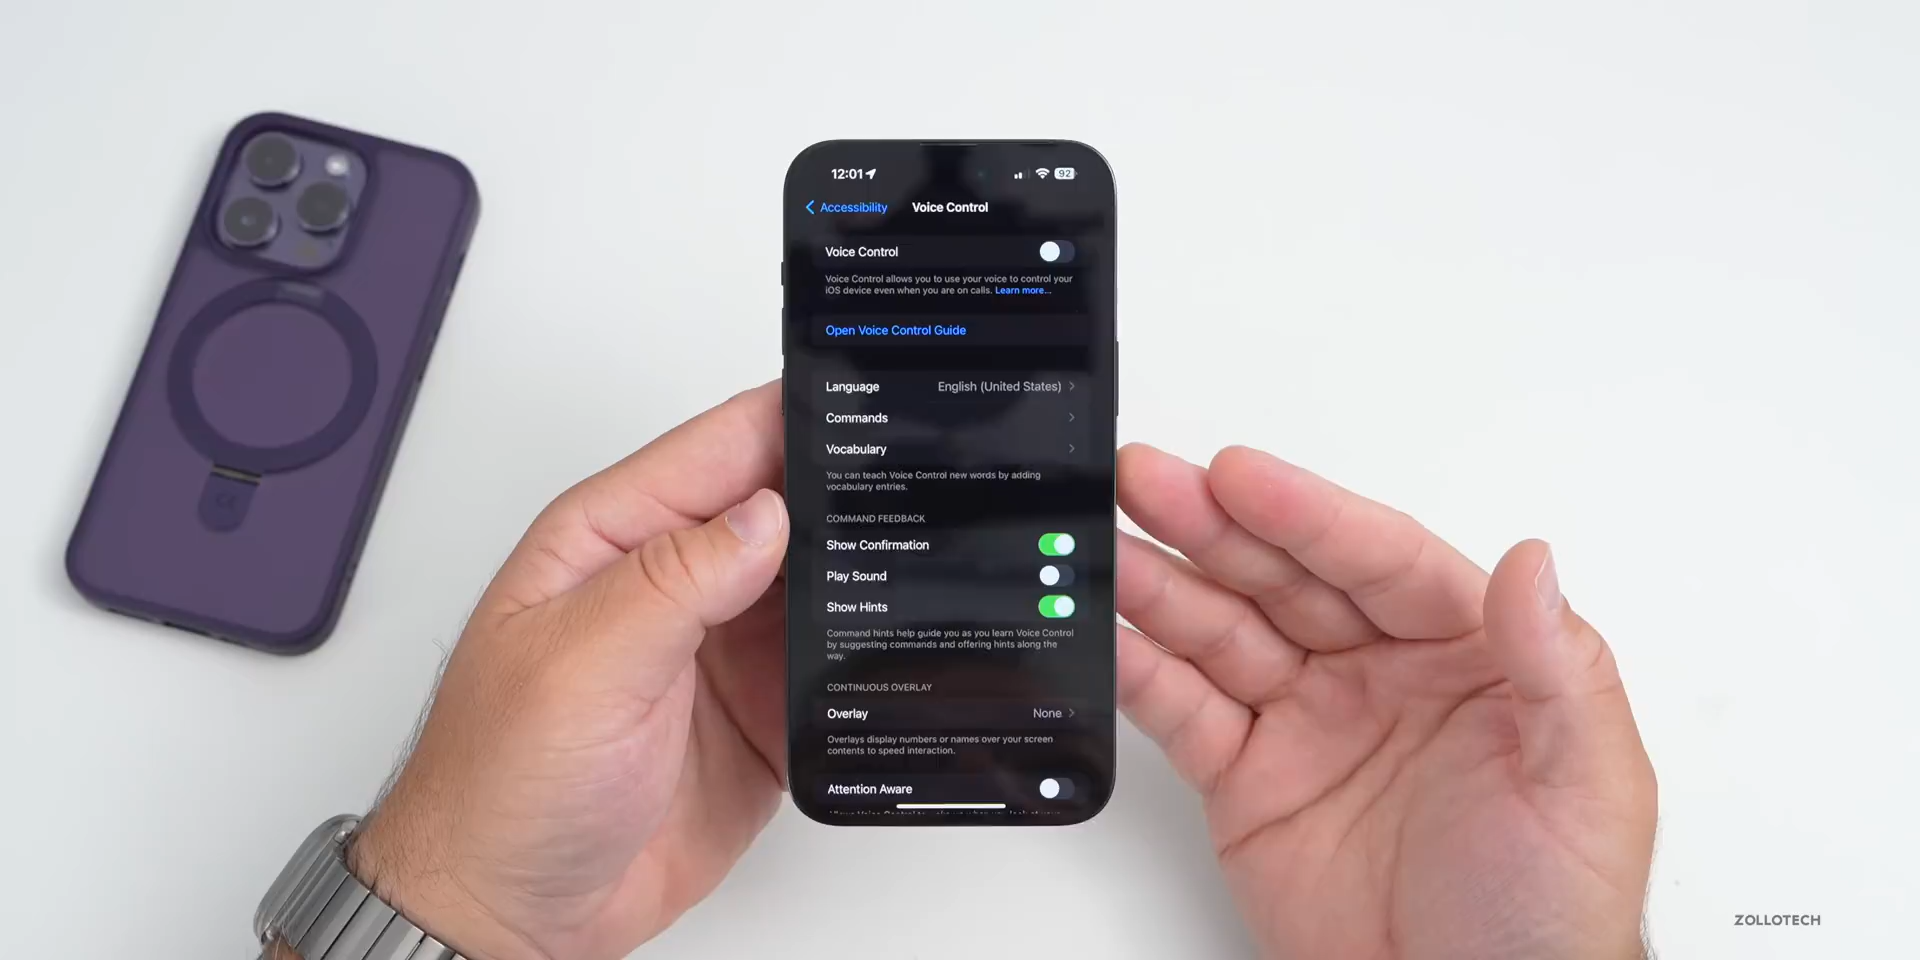 12:01
92
Accessibility
Voice Control
Voice Control
Voice Control allows you to use your voice to control your
iOS device even when you are on calls. Learn more...
Open Voice Control Guide
Language English (United States)
Commands
Vocabulary
You can teach Voice Control new words by adding
vocabulary entries.
COMMAND FEEDBACK
Show Confirmation
Play Sound
Show Hints
Command hints help guide you as you learn Voice Control
by suggesting commands and offering hints along the
way.
CONTINUOUS OVERLAY
Overlay None
Overlays display numbers or names over your screen
contents to speed interaction.
Attention Aware
ZOLLOTECH